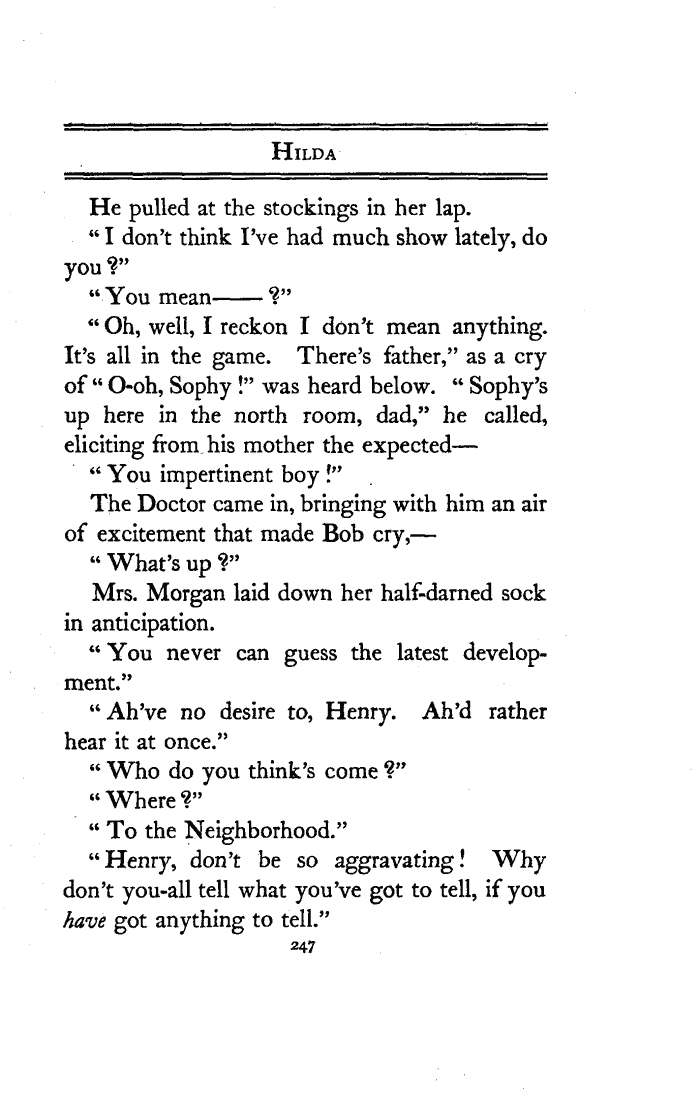 HILDA
He pulled at the stockings in her lap.
“ I don’t think I’ve had much show lately, do
you ?”
“ You mean—— ?”
“ Oh, well, I reckon I don’t mean anything.
It’s all in the game. There’s father,” as a cry
of “ O-oh, Sophy !” was heard below. “ Sophy’s
up here in the north room, dad,” he called,
eliciting from his mother the expected—
“ You impertinent boy !”
The Doctor came in, bringing with him an air
of excitement that made Bob cry,—
“ What’s up ?”
Mrs. Morgan laid down her half-darned sock
in anticipation.
“ You never can guess the latest develop-
ment.”
“ Ah’ve no desire to, Henry. Ah’d rather
hear it at once.”
“ Who do you think’s come ?”
“ Where ?”
“ To the Neighborhood.”
“ Henry, don’t be so aggravating ! Why
don’t you-all tell what you’ve got to tell, if you
have got anything to tell.”
247